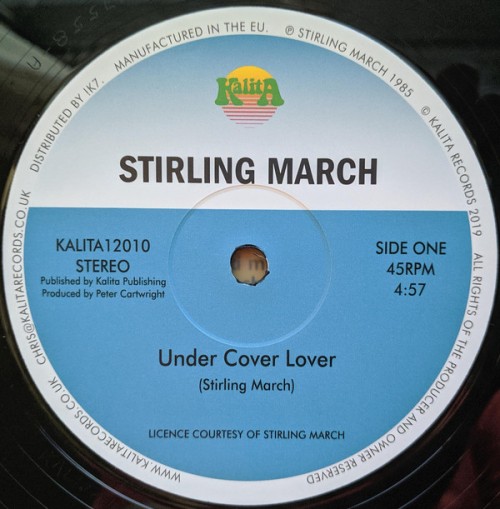 WWW.KALITARECORDS.CO.UK CHRIS@KALITARECORDS.CO.UK DISTRIBUTED BY !K7. MANUFACTURED IN THE EU. ℗ STIRLING MARCH 1985 © KALITA RECORDS 2019 ALL RIGHTS OF THE PRODUCER AND OWNER RESERVED
KalitA
STIRLING MARCH
KALITA12010
STEREO
Published by Kalita Publishing
Produced by Peter Cartwright
SIDE ONE
45RPM
4:57
Under Cover Lover
(Stirling March)
LICENCE COURTESY OF STIRLING MARCH